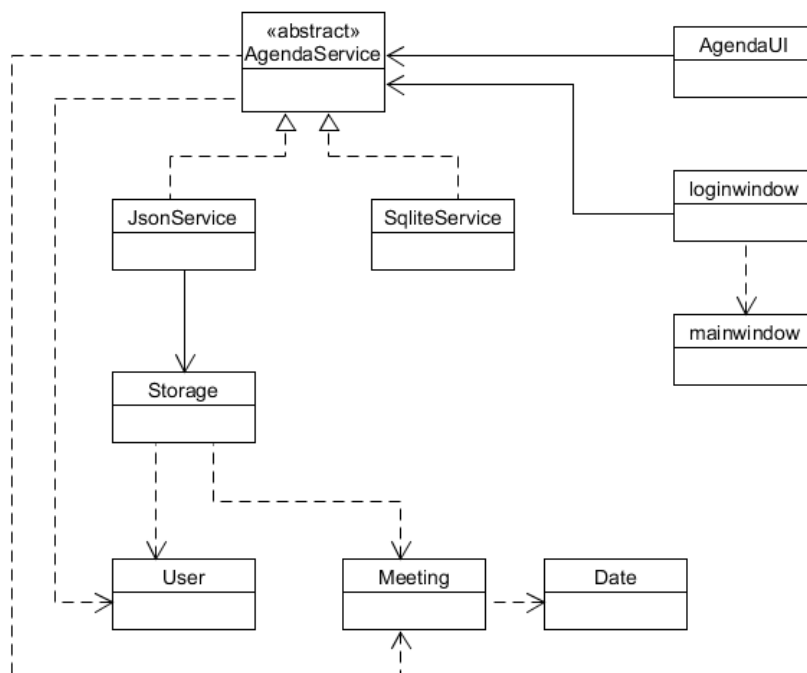 «abstract»
AgendaService
AgendaUI
JsonService
SqliteService
loginwindow
mainwindow
Storage
User
Meeting
Date